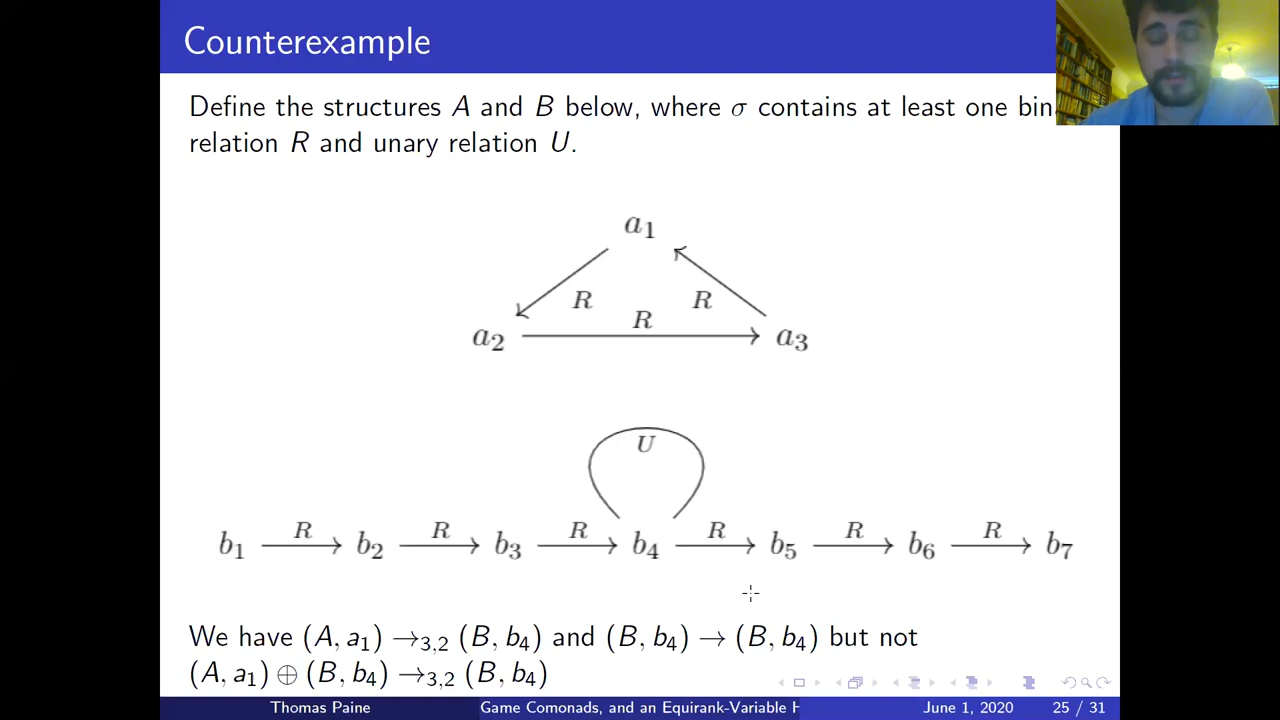 Counterexample
Define the structures A and B below, where σ contains at least one
relation R and unary relation U.
a₁
R R
R
a₂ a₃
U
R R R R R R
b₁ b₂ b₃ b₄ b₅ b₆ b₇
We have (A, a₁) →₃,₂ (B, b₄) and (B, b₄) → (B, b₄) but not
(A, a₁) ⊕ (B, b₄) →₃,₂ (B, b₄)
Thomas Paine Game Comonads, and an Equirank-Variable H June 1, 2020 25 / 31